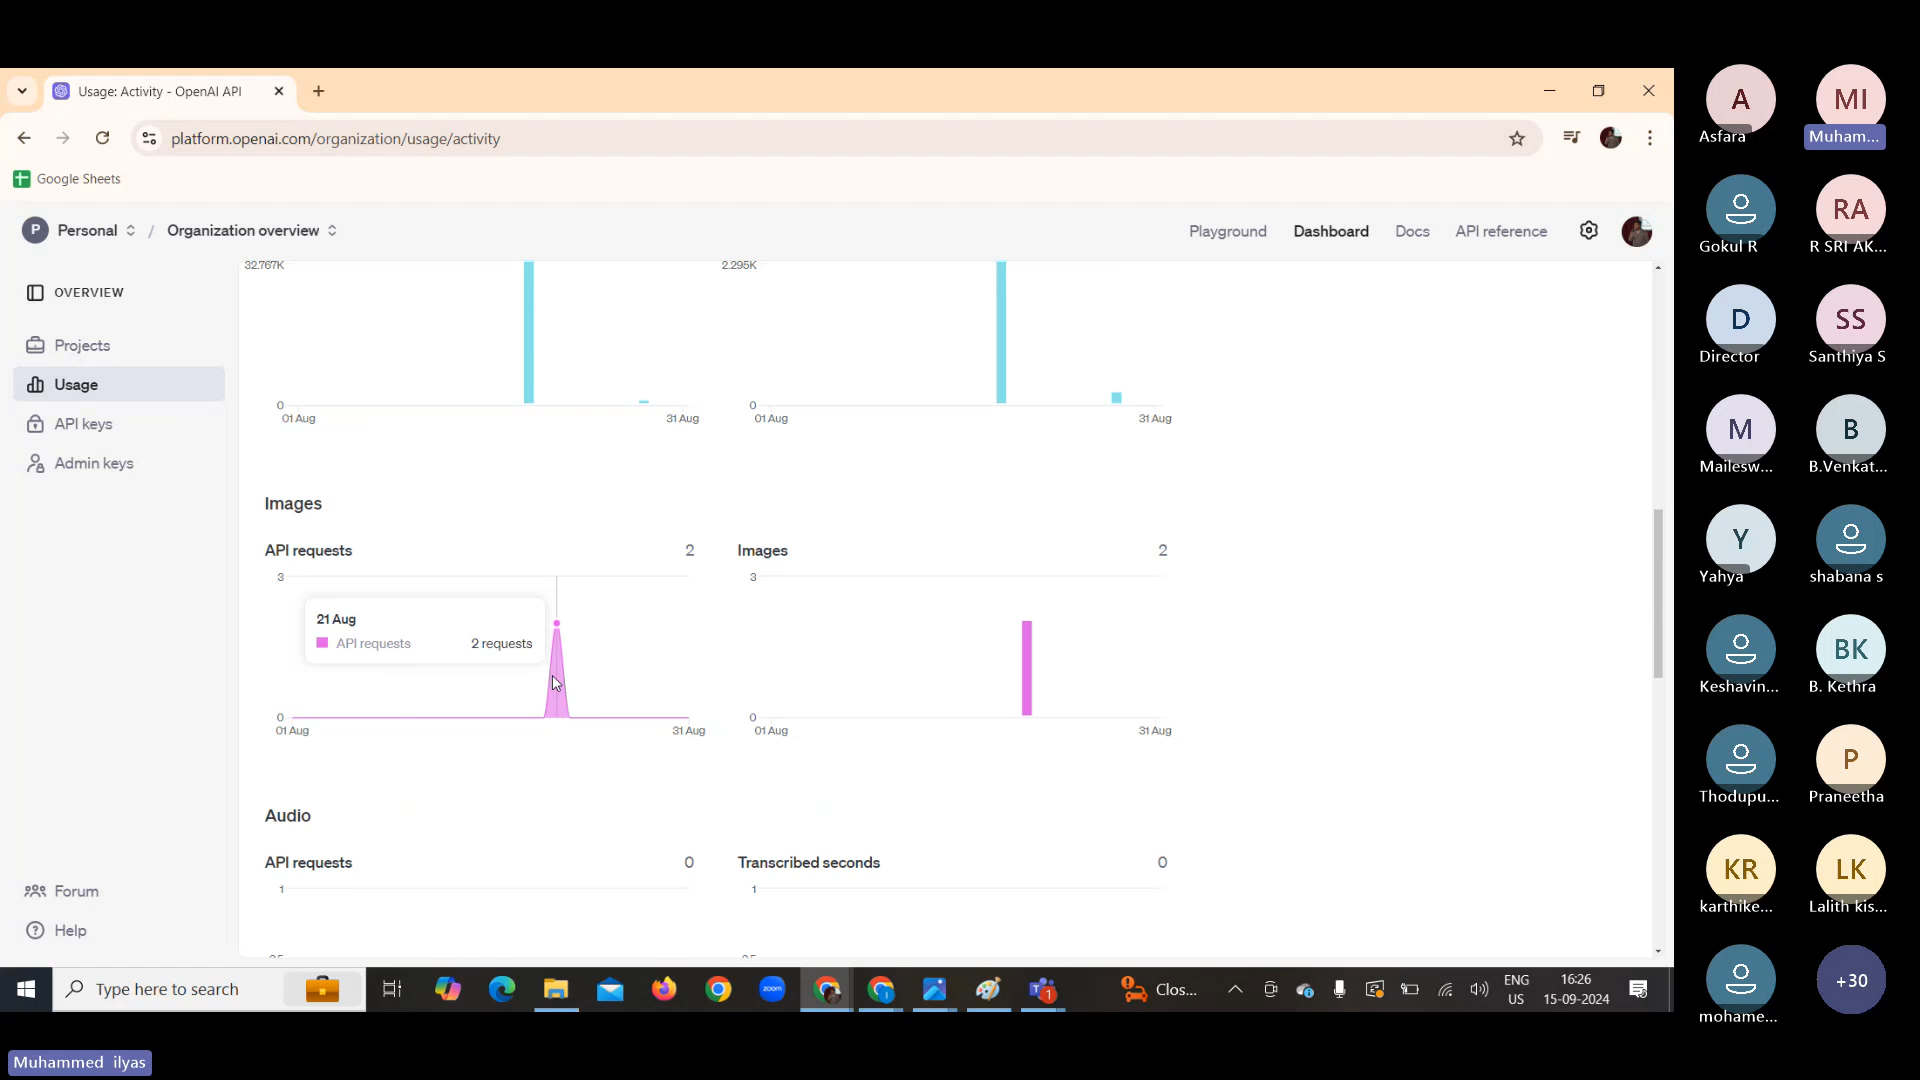 Usage: Activity - OpenAI API
platform.openai.com/organization/usage/activity
Google Sheets
P Personal / Organization overview
Playground Dashboard Docs API reference
OVERVIEW
Projects
Usage
API keys
Admin keys
Forum
Help
32.767K 2.295K
0 0
01 Aug 31 Aug 01 Aug 31 Aug
Images
API requests 2 Images 2
3 3
21 Aug
API requests 2 requests
0 0
01 Aug 31 Aug 01 Aug 31 Aug
Audio
API requests 0 Transcribed seconds 0
1 1
A MI
Asfara Muham...
RA
Gokul R R SRI AK...
D SS
Director Santhiya S
M B
Mailesw... B.Venkat...
Y
Yahya shabana s
BK
Keshavin... B. Kethra
P
Thodupu... Praneetha
KR LK
karthike... Lalith kis...
+30
mohame...
Type here to search
zoom
1
Clos...
ENG
US
16:26
15-09-2024
Muhammed ilyas